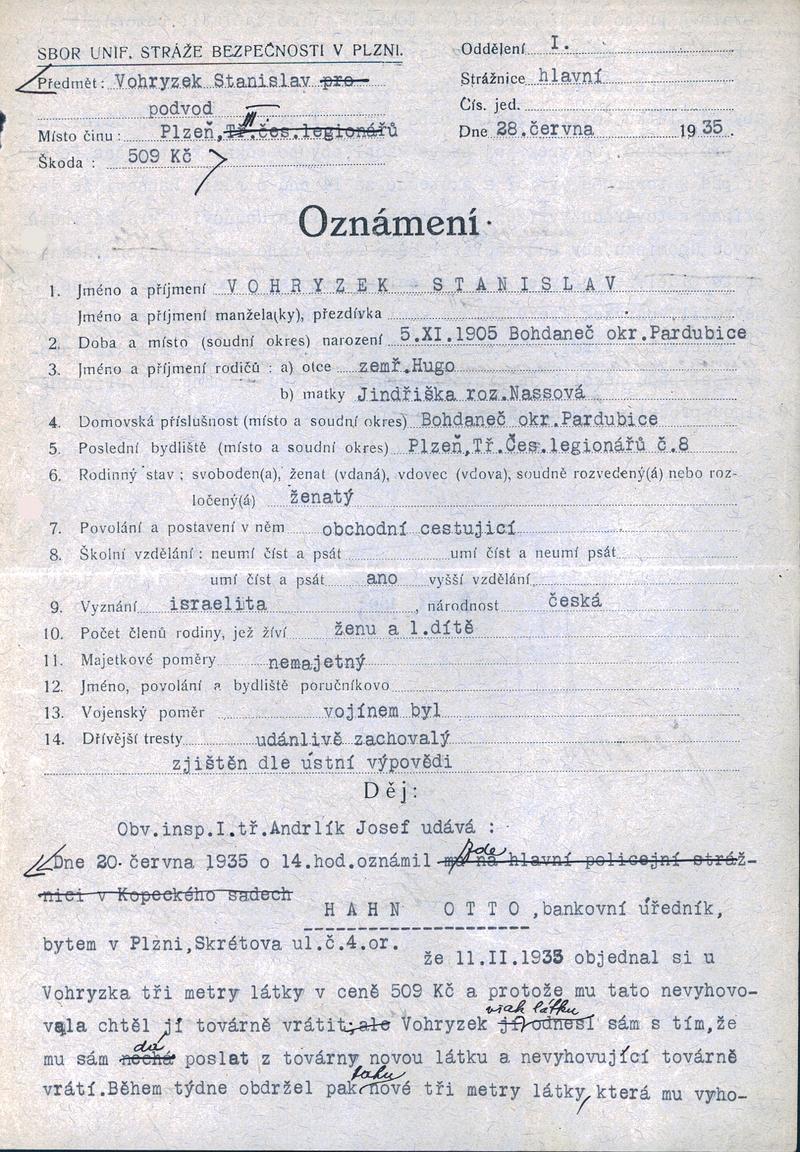 SBOR UNIF. STRÁŽE BEZPEČNOSTI V PLZNI.
Oddělení I.
Předmět: Vohryzek Stanislav pro
Strážnice hlavní
podvod
Čís. jed.
Místo činu: Plzeň, III. Tř.čes.legionářů
Dne 28.června 1935.
Škoda: 509 Kč
Oznámení.
1. Jméno a příjmení VOHRYZEK STANISLAV
Jméno a příjmení manžela(ky), přezdívka
2. Doba a místo (soudní okres) narození 5.XI.1905 Bohdaneč okr.Pardubice
3. Jméno a příjmení rodičů: a) otce zemř.Hugo
b) matky Jindřiška roz.Nassová
4. Domovská příslušnost (místo a soudní okres) Bohdaneč okr.Pardubice
5. Poslední bydliště (místo a soudní okres) Plzeň,Tř.Čes.legionářů č.8
6. Rodinný stav: svoboden(a), ženat (vdaná), vdovec (vdova), soudně rozvedený(á) nebo roz-
ločený(á) ženatý
7. Povolání a postavení v něm obchodní cestujicí
8. Školní vzdělání: neumí číst a psát umí číst a neumí psát
umí číst a psát ano vyšší vzdělání
9. Vyznání israelita, národnost česká
10. Počet členů rodiny, jež živí ženu a 1.dítě
11. Majetkové poměry nemajetný
12. Jméno, povolání a bydliště poručníkovo
13. Vojenský poměr vojínem byl
14. Dřívější tresty udánlivě zachovalý
zjištěn dle ústní výpovědi
Děj:
Obv.insp.I.tř.Andrlík Josef udává :
Dne 20. června 1935 o 14.hod.oznámil zde na hlavní policejní stráž-
nici v Kopeckého sadech
HAHN OTTO,bankovní úředník,
bytem v Plzni,Skrétova ul.č.4.or.
že 11.II.1935 objednal si u
Vohryzka tři metry látky v ceně 509 Kč a protože mu tato nevyhovo-
vala chtěl jí továrně vrátit;ale Vohryzek však látku jí odnesl sám s tím,že
mu sám nechá dá poslat z továrny novou látku a nevyhovující továrně
vrátí.Během týdne obdržel pak nové tři metry látky, která mu vyho-